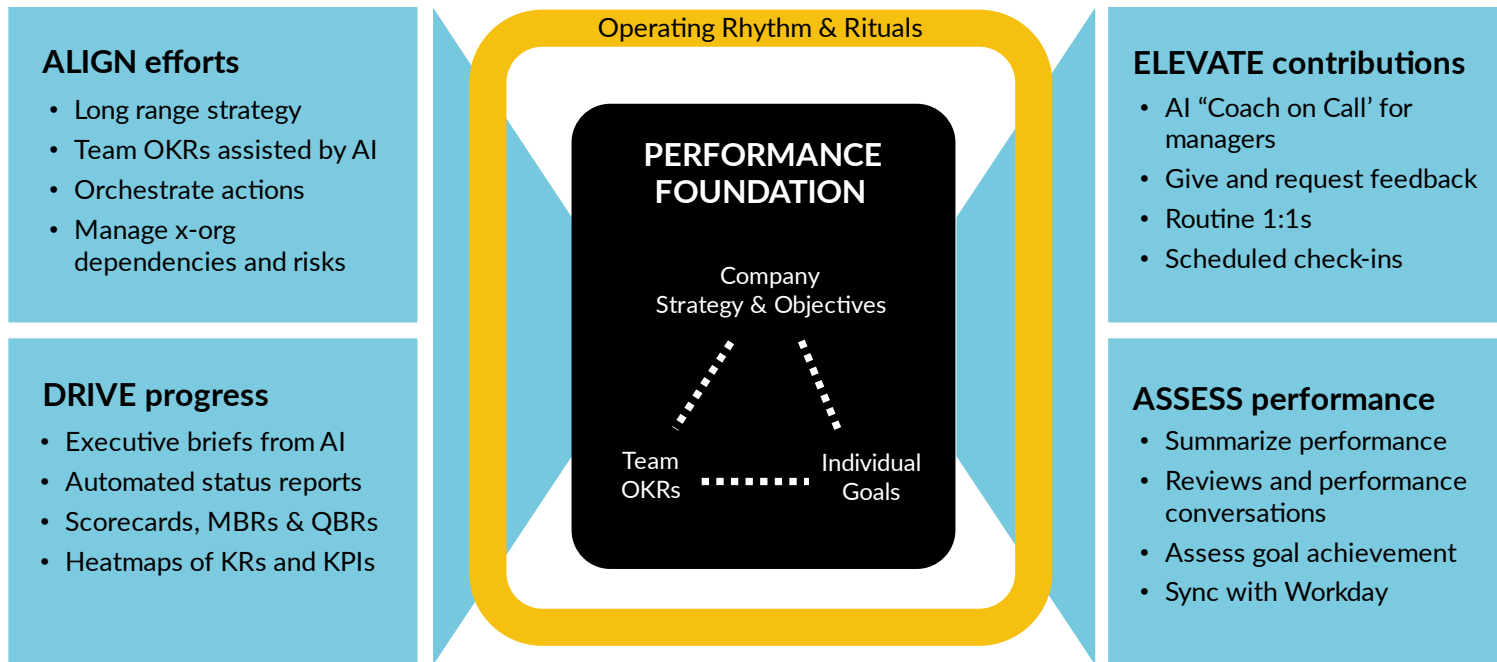 ALIGN efforts
• Long range strategy
• Team OKRs assisted by AI
• Orchestrate actions
• Manage x-org
dependencies and risks
DRIVE progress
• Executive briefs from AI
• Automated status reports
• Scorecards, MBRs & QBRs
• Heatmaps of KRs and KPIs
Operating Rhythm & Rituals
PERFORMANCE
FOUNDATION
Company
Strategy & Objectives
Team
OKRs
Individual
Goals
ELEVATE contributions
• AI “Coach on Call’ for
managers
• Give and request feedback
• Routine 1:1s
• Scheduled check-ins
ASSESS performance
• Summarize performance
• Reviews and performance
conversations
• Assess goal achievement
• Sync with Workday